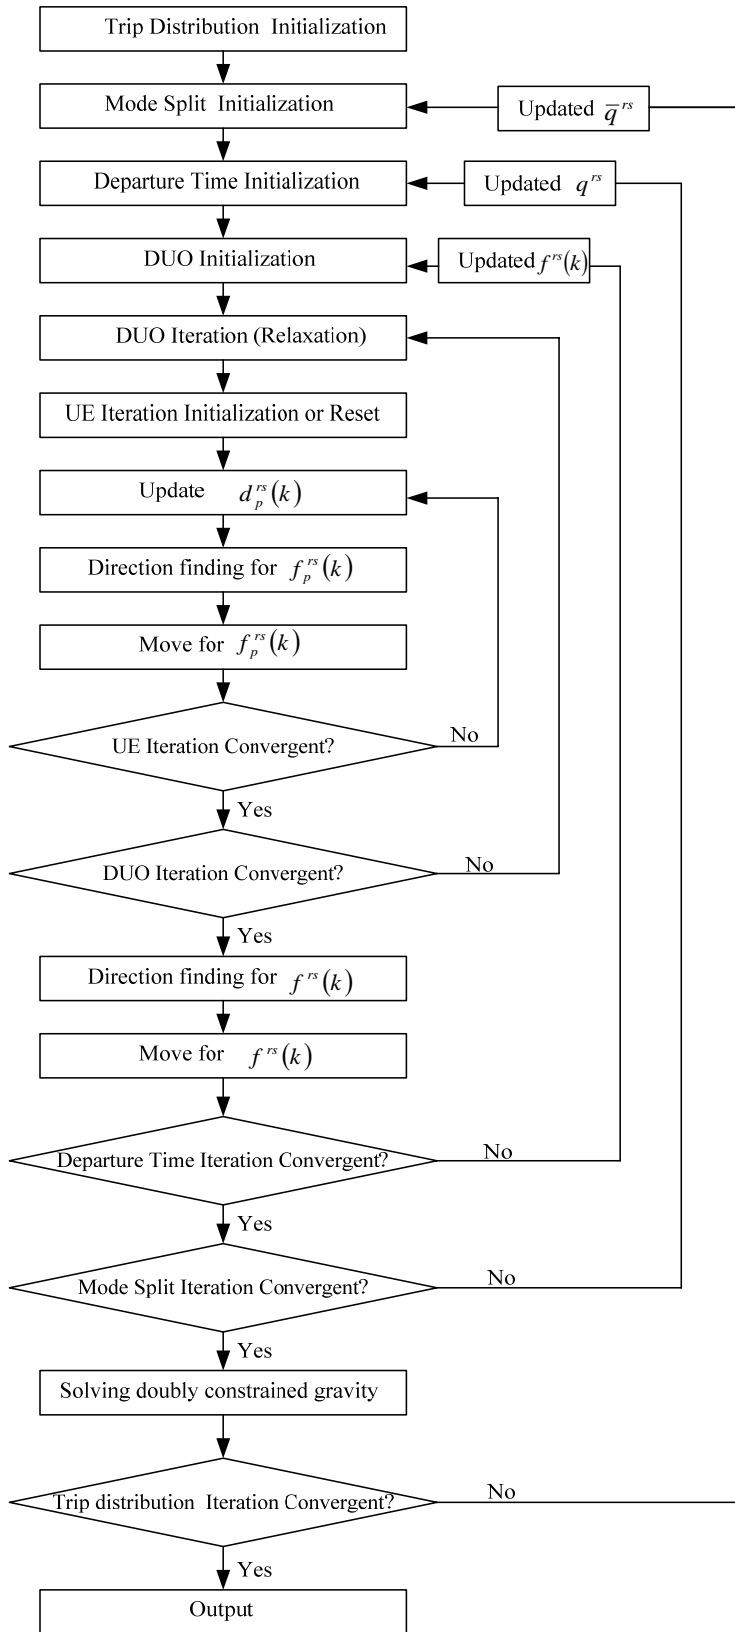 Trip Distribution Initialization
Mode Split Initialization
Updated q̅^rs
Departure Time Initialization
Updated q^rs
DUO Initialization
Updated f^rs(k)
DUO Iteration (Relaxation)
UE Iteration Initialization or Reset
Update d_p^rs(k)
Direction finding for f_p^rs(k)
Move for f_p^rs(k)
UE Iteration Convergent?
No
Yes
DUO Iteration Convergent?
No
Yes
Direction finding for f^rs(k)
Move for f^rs(k)
Departure Time Iteration Convergent?
No
Yes
Mode Split Iteration Convergent?
No
Yes
Solving doubly constrained gravity
Trip distribution Iteration Convergent?
No
Yes
Output